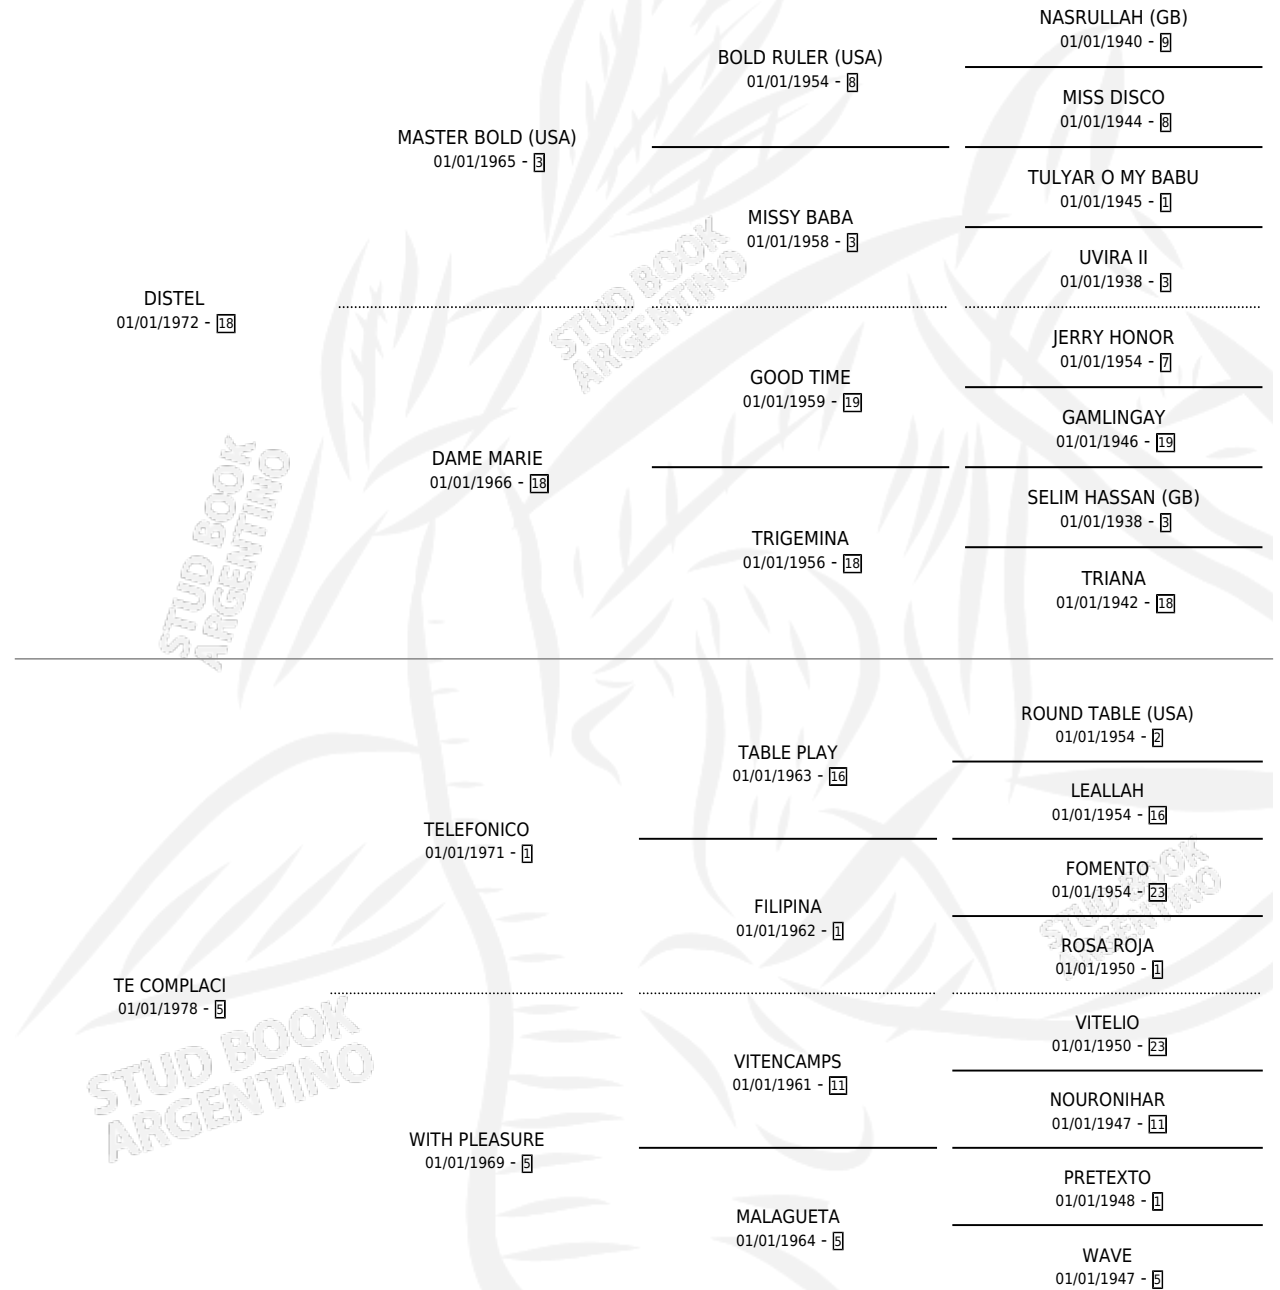 NASRULLAH (GB)
01/01/1940 - 9
BOLD RULER (USA)
01/01/1954 - 8
MISS DISCO
01/01/1944 - 8
MASTER BOLD (USA)
01/01/1965 - 3
TULYAR O MY BABU
01/01/1945 - 1
MISSY BABA
01/01/1958 - 3
UVIRA II
01/01/1938 - 3
DISTEL
01/01/1972 - 18
JERRY HONOR
01/01/1954 - 7
GOOD TIME
01/01/1959 - 19
GAMLINGAY
01/01/1946 - 19
DAME MARIE
01/01/1966 - 18
SELIM HASSAN (GB)
01/01/1938 - 3
TRIGEMINA
01/01/1956 - 18
TRIANA
01/01/1942 - 18
ROUND TABLE (USA)
01/01/1954 - 2
TABLE PLAY
01/01/1963 - 16
LEALLAH
01/01/1954 - 16
TELEFONICO
01/01/1971 - 1
FOMENTO
01/01/1954 - 23
FILIPINA
01/01/1962 - 1
ROSA ROJA
01/01/1950 - 1
TE COMPLACI
01/01/1978 - 5
VITELIO
01/01/1950 - 23
VITENCAMPS
01/01/1961 - 11
NOURONIHAR
01/01/1947 - 11
WITH PLEASURE
01/01/1969 - 5
PRETEXTO
01/01/1948 - 1
MALAGUETA
01/01/1964 - 5
WAVE
01/01/1947 - 5
STUD BOOK
ARGENTINO
STUD BOOK
ARGENTINO
STUD BOOK
ARGENTINO
STUD BOOK
ARGENTINO